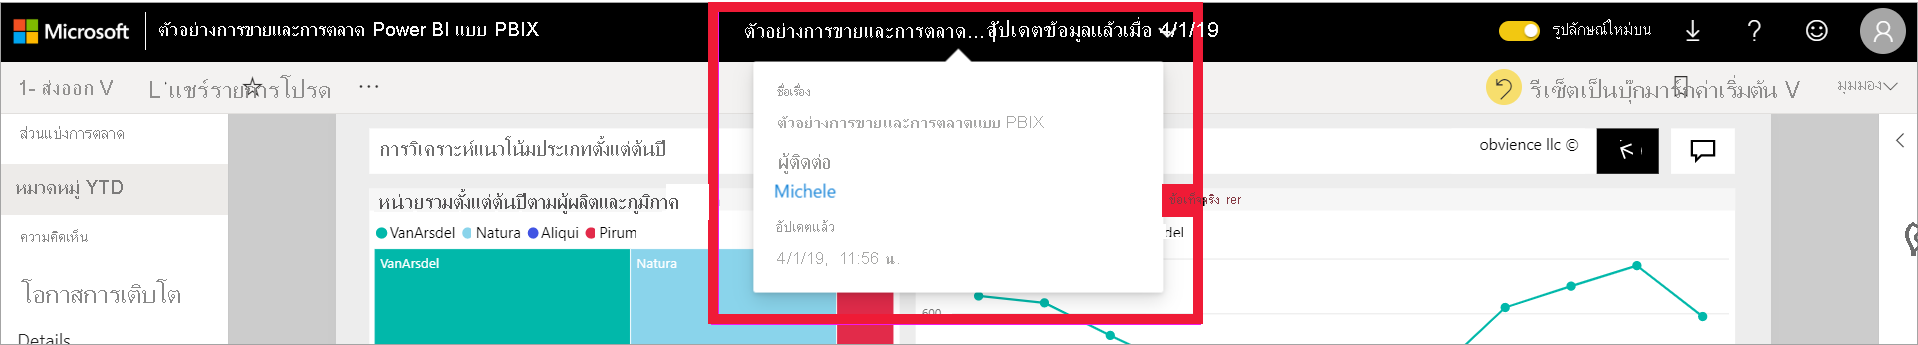 Microsoft
ตัวอย่างการขายและการตลาด Power BI แบบ PBIX
ตัวอย่างการขายและการตลาด... อัปเดตข้อมูลแล้วเมื่อ 4/1/19
รูปลักษณ์ใหม่บน
1- ส่งออก V
แชร์รายการโปรด
...
รีเซ็ตเป็นบุ๊กมาร์กค่าเริ่มต้น V
มุมมอง
ชื่อเรื่อง
ตัวอย่างการขายและการตลาดแบบ PBIX
ผู้ติดต่อ
Michele
อัปเดตแล้ว
4/1/19, 11:56 น.
ส่วนแบ่งการตลาด
หมวดหมู่ YTD
ความคิดเห็น
โอกาสการเติบโต
Details
การวิเคราะห์แนวโน้มประเภทตั้งแต่ต้นปี
obvience llc ©
หน่วยรวมตั้งแต่ต้นปีตามผู้ผลิตและภูมิภาค
VanArsdel Natura Aliqui Pirum
VanArsdel
Natura
rer
del
600